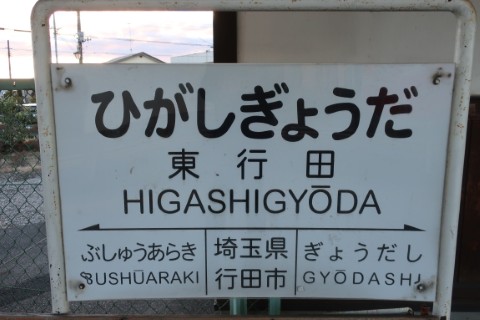 ひがしぎょうだ
東行田
HIGASHIGYŌDA
ぶしゅうあらき 埼玉県 ぎょうだし
BUSHŪARAKI 行田市 GYŌDASHI